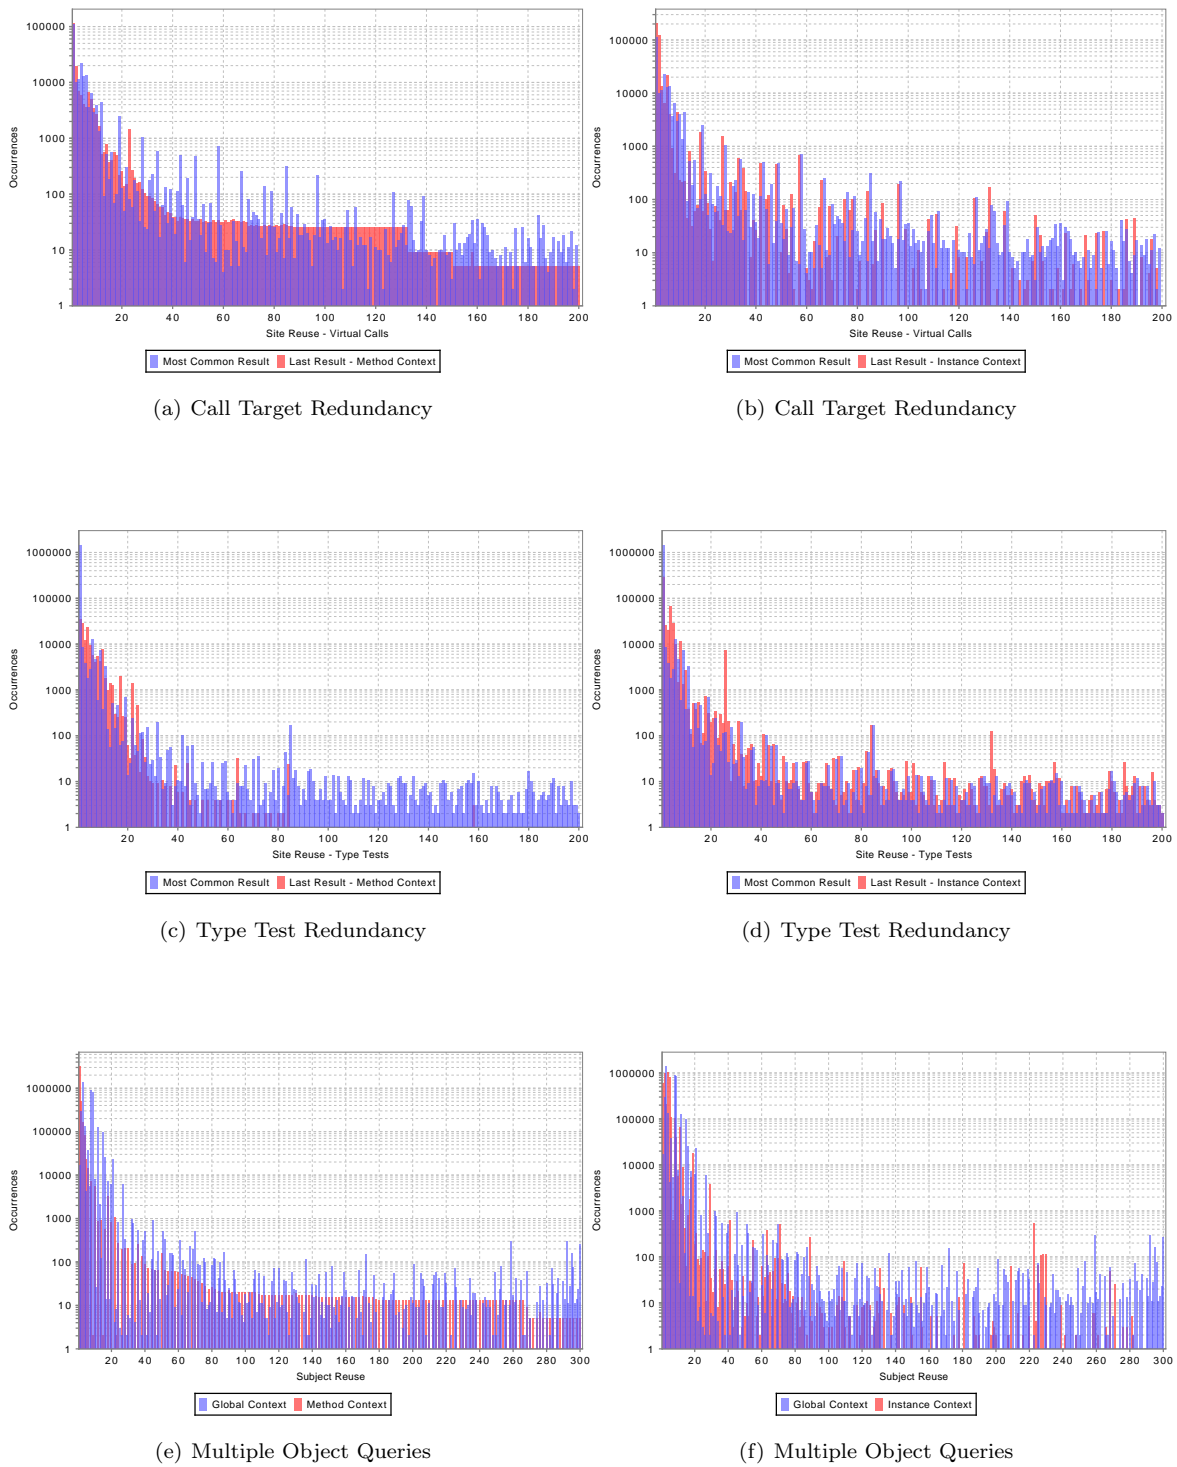 Occurrences
100000
10000
1000
100
10
1
20 40 60 80 100 120 140 160 180 200
Site Reuse - Virtual Calls
Most Common Result Last Result - Method Context
(a) Call Target Redundancy
Occurrences
100000
10000
1000
100
10
1
20 40 60 80 100 120 140 160 180 200
Site Reuse - Virtual Calls
Most Common Result Last Result - Instance Context
(b) Call Target Redundancy
Occurrences
1000000
100000
10000
1000
100
10
1
20 40 60 80 100 120 140 160 180 200
Site Reuse - Type Tests
Most Common Result Last Result - Method Context
(c) Type Test Redundancy
Occurrences
1000000
100000
10000
1000
100
10
1
20 40 60 80 100 120 140 160 180 200
Site Reuse - Type Tests
Most Common Result Last Result - Instance Context
(d) Type Test Redundancy
Occurrences
1000000
100000
10000
1000
100
10
1
20 40 60 80 100 120 140 160 180 200 220 240 260 280 300
Subject Reuse
Global Context Method Context
(e) Multiple Object Queries
Occurrences
1000000
100000
10000
1000
100
10
1
20 40 60 80 100 120 140 160 180 200 220 240 260 280 300
Subject Reuse
Global Context Instance Context
(f) Multiple Object Queries